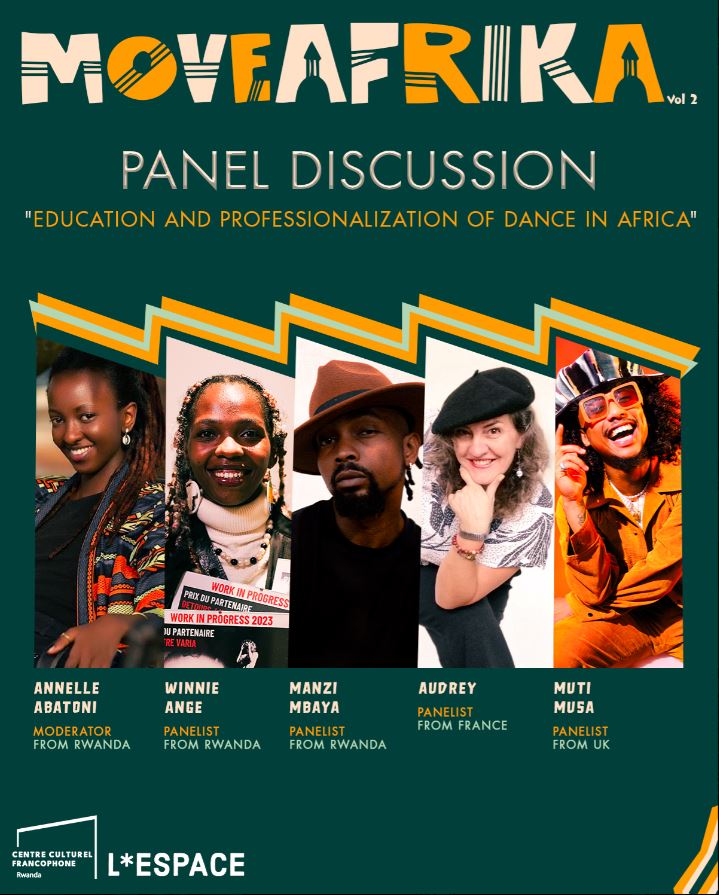 MOVEAFRIKA
Vol 2
PANEL DISCUSSION
"EDUCATION AND PROFESSIONALIZATION OF DANCE IN AFRICA"
WORK IN PROGRESS
PRIX DU PARTENAIRE
WORK IN PROGRESS 2023
DU PARTENAIRE
TRE VARIA
ANNELLE
ABATONI
MODERATOR
FROM RWANDA
WINNIE
ANGE
PANELIST
FROM RWANDA
MANZI
MBAYA
PANELIST
FROM RWANDA
AUDREY
PANELIST
FROM FRANCE
MUTI
MUSA
PANELIST
FROM UK
CENTRE CULTUREL
FRANCOPHONE
Rwanda
L*ESPACE